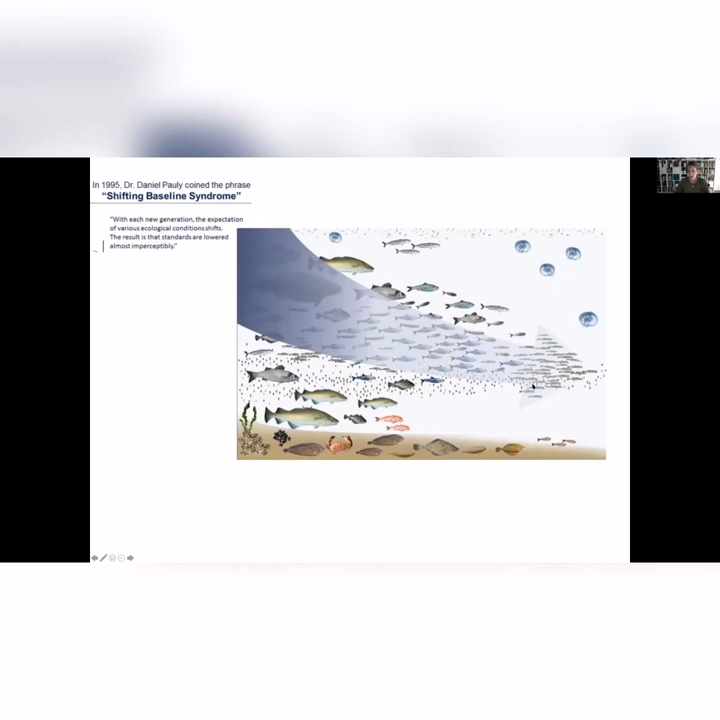 In 1995, Dr. Daniel Pauly coined the phrase
“Shifting Baseline Syndrome”
“With each new generation, the expectation
of various ecological conditions shifts.
The result is that standards are lowered
almost imperceptibly.”